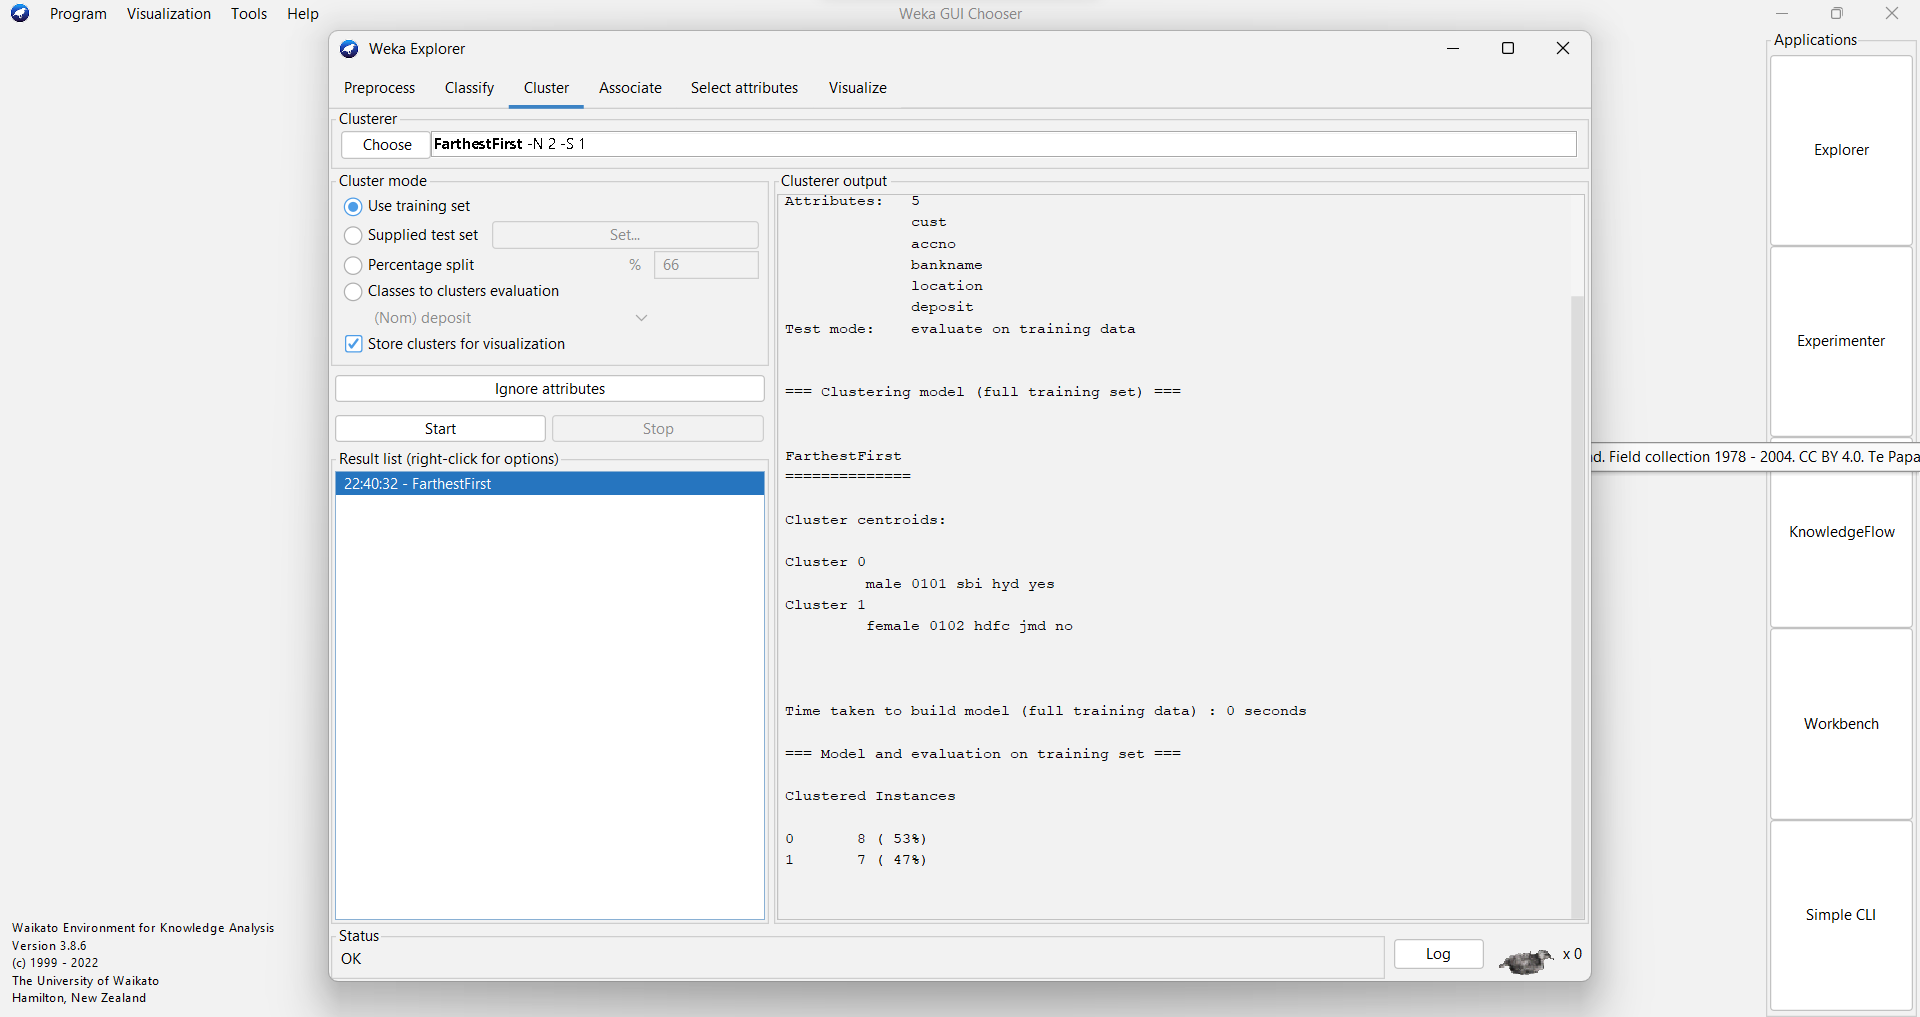 Program Visualization Tools Help
Weka GUI Chooser
Applications
Weka Explorer
Preprocess Classify Cluster Associate Select attributes Visualize
Clusterer
Choose FarthestFirst -N 2 -S 1
Cluster mode
Use training set
Supplied test set Set...
Percentage split % 66
Classes to clusters evaluation
(Nom) deposit
Store clusters for visualization
Ignore attributes
Start Stop
Result list (right-click for options)
22:40:32 - FarthestFirst
Clusterer output
Attributes: 5
cust
accno
bankname
location
deposit
Test mode: evaluate on training data
=== Clustering model (full training set) ===
FarthestFirst
==============
Cluster centroids:
Cluster 0
male 0101 sbi hyd yes
Cluster 1
female 0102 hdfc jmd no
Time taken to build model (full training data) : 0 seconds
=== Model and evaluation on training set ===
Clustered Instances
0 8 ( 53%)
1 7 ( 47%)
Status
OK
Log
x 0
Explorer
Experimenter
d. Field collection 1978 - 2004. CC BY 4.0. Te Papa
KnowledgeFlow
Workbench
Simple CLI
Waikato Environment for Knowledge Analysis
Version 3.8.6
(c) 1999 - 2022
The University of Waikato
Hamilton, New Zealand